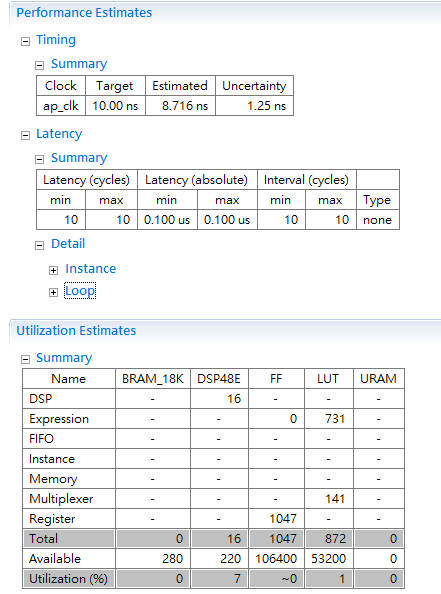 Performance Estimates
Timing
Summary
Clock Target Estimated Uncertainty
ap_clk 10.00 ns 8.716 ns 1.25 ns
Latency
Summary
Latency (cycles) Latency (absolute) Interval (cycles)
min max min max min max Type
10 10 0.100 us 0.100 us 10 10 none
Detail
Instance
Loop
Utilization Estimates
Summary
Name BRAM_18K DSP48E FF LUT URAM
DSP - 16 - - -
Expression - - 0 731 -
FIFO - - - - -
Instance - - - - -
Memory - - - - -
Multiplexer - - - 141 -
Register - - 1047 - -
Total 0 16 1047 872 0
Available 280 220 106400 53200 0
Utilization (%) 0 7 ~0 1 0